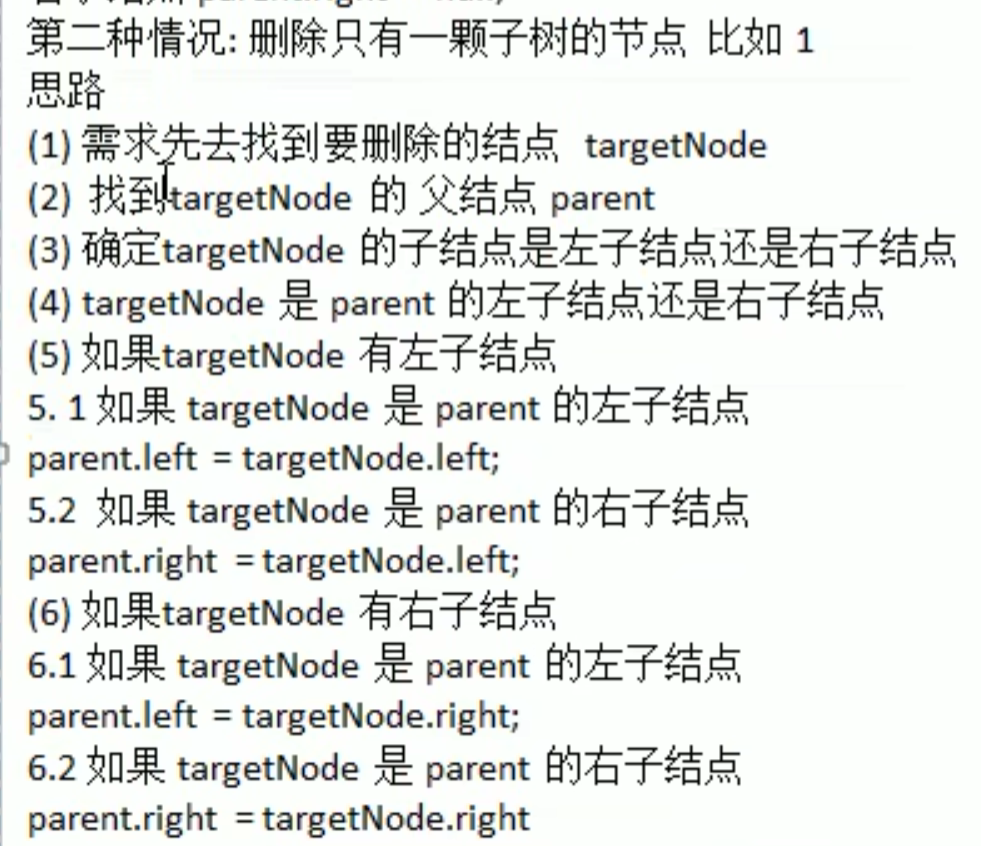 第二种情况: 删除只有一颗子树的节点 比如 1
思路
(1) 需求先去找到要删除的结点 targetNode
(2) 找到targetNode 的 父结点 parent
(3) 确定targetNode 的子结点是左子结点还是右子结点
(4) targetNode 是 parent 的左子结点还是右子结点
(5) 如果targetNode 有左子结点
5. 1 如果 targetNode 是 parent 的左子结点
parent.left = targetNode.left;
5.2 如果 targetNode 是 parent 的右子结点
parent.right = targetNode.left;
(6) 如果targetNode 有右子结点
6.1 如果 targetNode 是 parent 的左子结点
parent.left = targetNode.right;
6.2 如果 targetNode 是 parent 的右子结点
parent.right = targetNode.right